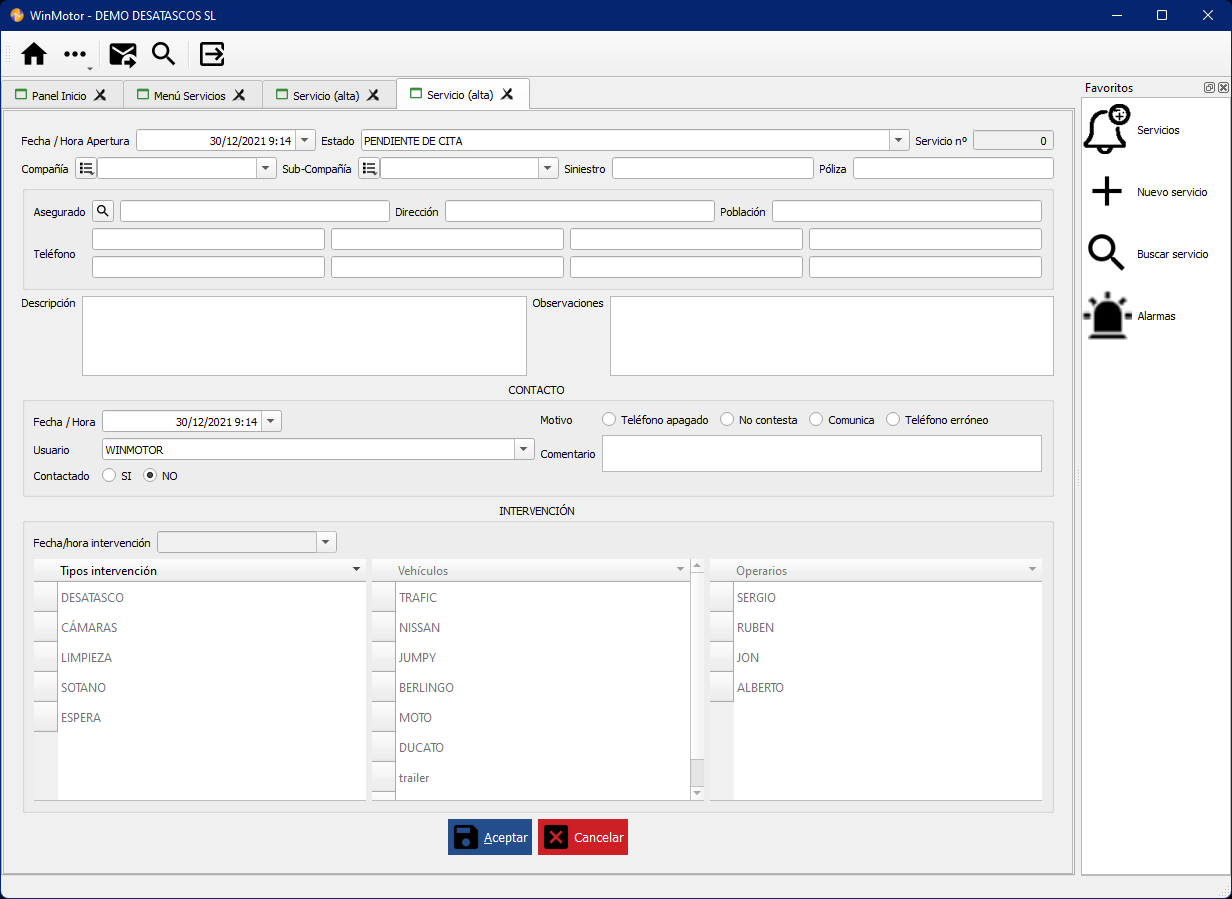 WinMotor - DEMO DESATASCOS SL
Panel Inicio
Menú Servicios
Servicio (alta)
Servicio (alta)
Favoritos
Servicios
Nuevo servicio
Buscar servicio
Alarmas
Fecha / Hora Apertura 30/12/2021 9:14 Estado PENDIENTE DE CITA Servicio nº 0
Compañía Sub-Compañía Siniestro Póliza
Asegurado Dirección Población
Teléfono
Descripción Observaciones
CONTACTO
Fecha / Hora 30/12/2021 9:14 Motivo Teléfono apagado No contesta Comunica Teléfono erróneo
Usuario WINMOTOR Comentario
Contactado SI NO
INTERVENCIÓN
Fecha/hora intervención
Tipos intervención Vehículos Operarios
DESATASCO TRAFIC SERGIO
CÁMARAS NISSAN RUBEN
LIMPIEZA JUMPY JON
SOTANO BERLINGO ALBERTO
ESPERA MOTO
DUCATO
trailer
Aceptar Cancelar